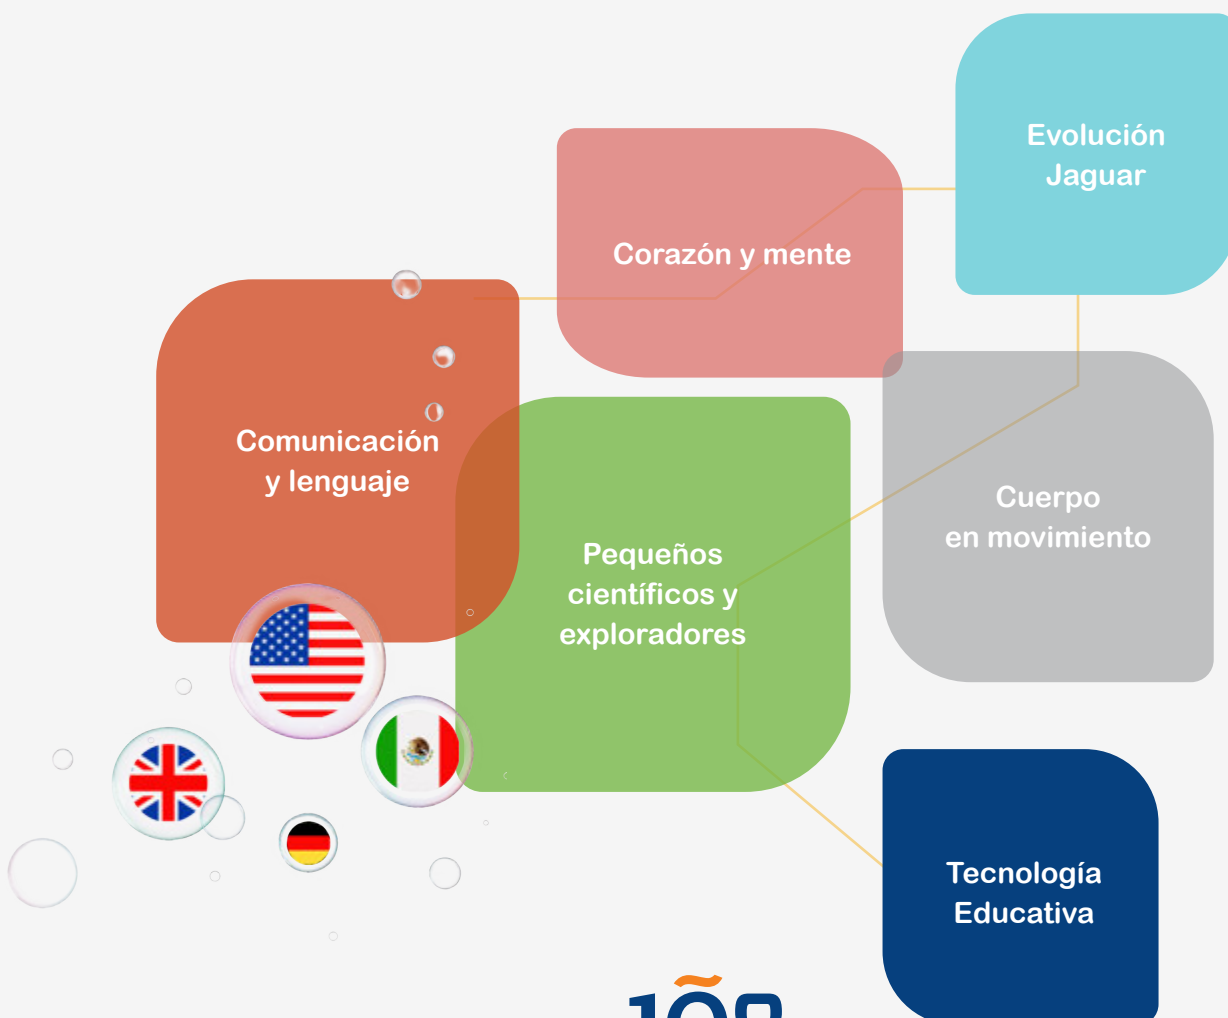 Evolución
Jaguar
Corazón y mente
Comunicación
y lenguaje
Cuerpo
en movimiento
Pequeños
científicos y
exploradores
Tecnología
Educativa